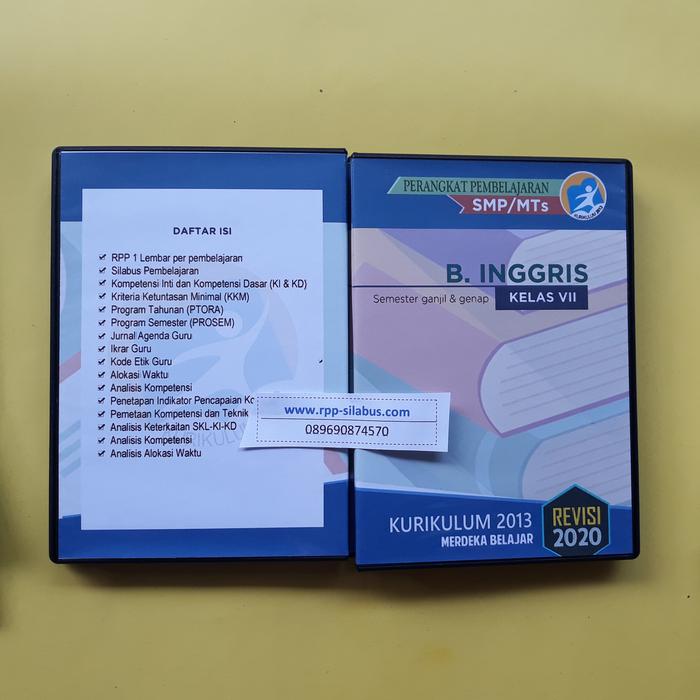 DAFTAR ISI
RPP 1 Lembar per pembelajaran
Silabus Pembelajaran
Kompetensi Inti dan Kompetensi Dasar (KI & KD)
Kriteria Ketuntasan Minimal (KKM)
Program Tahunan (PTORA)
Program Semester (PROSEM)
Jurnal Agenda Guru
Ikrar Guru
Kode Etik Guru
Alokasi Waktu
Analisis Kompetensi
Penetapan Indikator Pencapaian
Pemetaan Kompetensi dan Teknik
Analisis Keterkaitan SKL-KI-KD
Analisis Kompetensi
Analisis Alokasi Waktu
www.rpp-silabus.com
089690874570
PERANGKAT PEMBELAJARAN
SMP/MTs
B. INGGRIS
Semester ganjil & genap KELAS VII
KURIKULUM 2013
MERDEKA BELAJAR
REVISI
2020